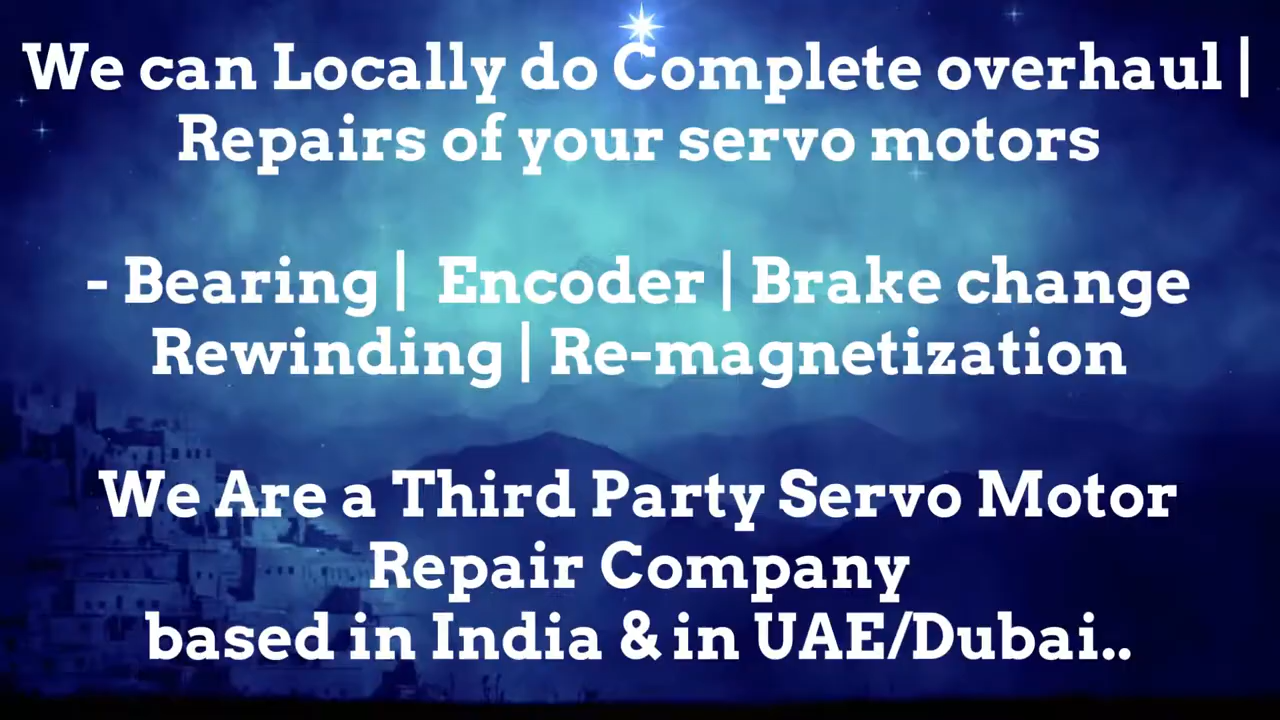 We can Locally do Complete overhaul |
Repairs of your servo motors
- Bearing | Encoder | Brake change
Rewinding | Re-magnetization
We Are a Third Party Servo Motor
Repair Company
based in India & in UAE/Dubai..